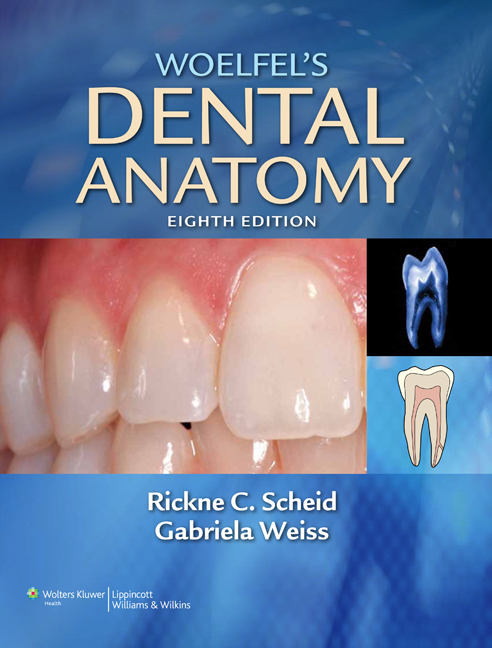 WOELFEL'S
DENTAL
ANATOMY
EIGHTH EDITION
Rickne C. Scheid
Gabriela Weiss
Wolters Kluwer
Health
Lippincott
Williams & Wilkins